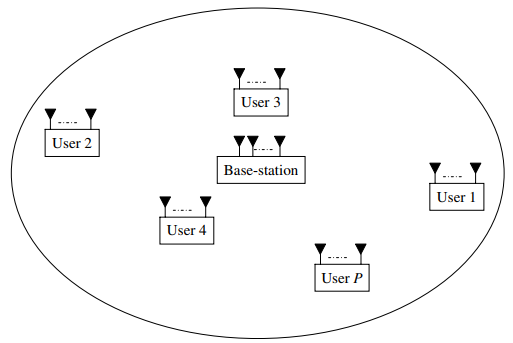 User 3
User 2
Base-station
User 1
User 4
User P